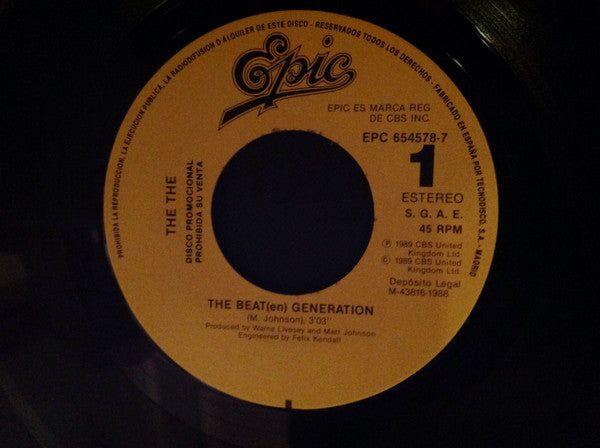 PROHIBIDA LA REPRODUCCION, LA EJECUCION PUBLICA, LA RADIODIFUSION O ALQUILER DE ESTE DISCO - RESERVADOS TODOS LOS DERECHOS - FABRICADO EN ESPAÑA POR TECNODISCO, S.A. - MADRID
Epic
EPIC ES MARCA REG
DE CBS INC.
EPC 654578-7
1
ESTEREO
S. G. A. E.
45 RPM
Ⓟ 1989 CBS United
Kingdom Ltd.
© 1989 CBS United
Kingdom Ltd.
Depósito Legal
M-43816-1988
THE THE
DISCO PROMOCIONAL
PROHIBIDA SU VENTA
THE BEAT(en) GENERATION
(M. Johnson), 3'03"
Produced by Warne Livesey and Matt Johnson
Engineered by Felix Kendall